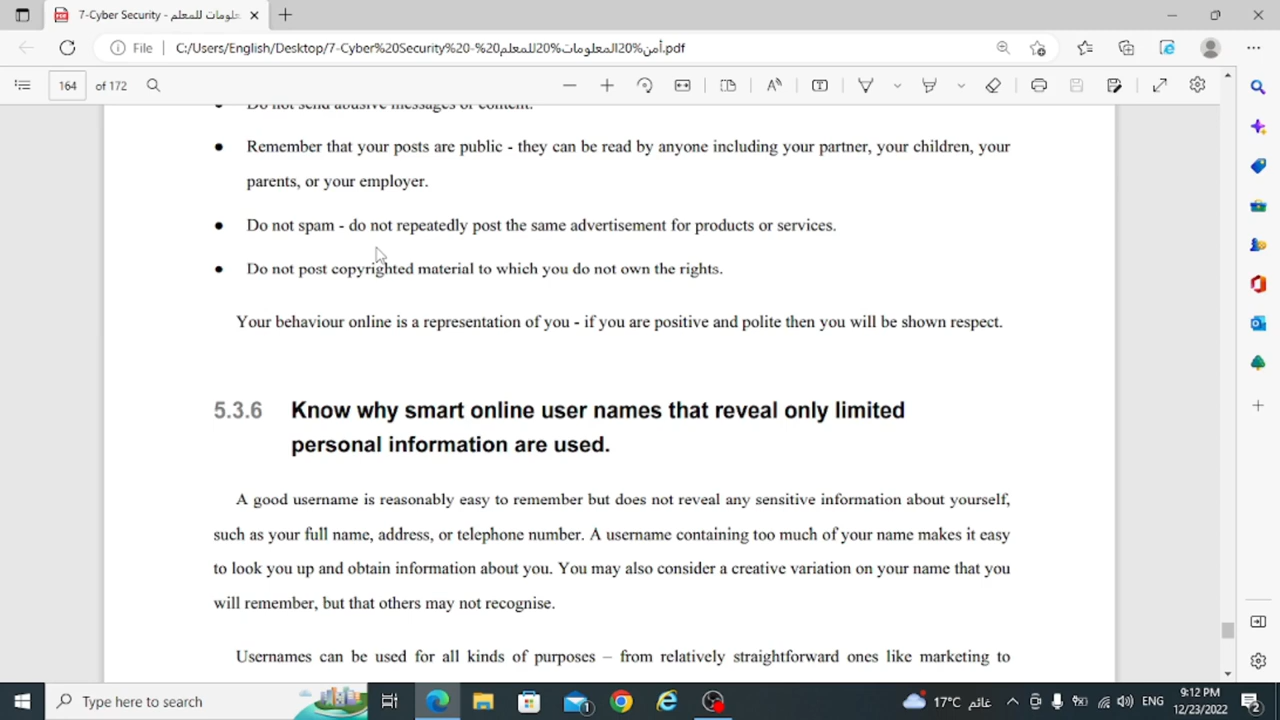 7-Cyber Security - معلومات للمعلم
File
C:/Users/English/Desktop/7-Cyber%20Security%20-%20أمن%20المعلومات%20للمعلم.pdf
164 of 172
Do not send abusive messages or content.
● Remember that your posts are public - they can be read by anyone including your partner, your children, your
parents, or your employer.
● Do not spam - do not repeatedly post the same advertisement for products or services.
● Do not post copyrighted material to which you do not own the rights.
Your behaviour online is a representation of you - if you are positive and polite then you will be shown respect.
5.3.6 Know why smart online user names that reveal only limited
personal information are used.
A good username is reasonably easy to remember but does not reveal any sensitive information about yourself,
such as your full name, address, or telephone number. A username containing too much of your name makes it easy
to look you up and obtain information about you. You may also consider a creative variation on your name that you
will remember, but that others may not recognise.
Usernames can be used for all kinds of purposes – from relatively straightforward ones like marketing to
Type here to search
1
17°C غائم
ENG
9:12 PM
12/23/2022
2